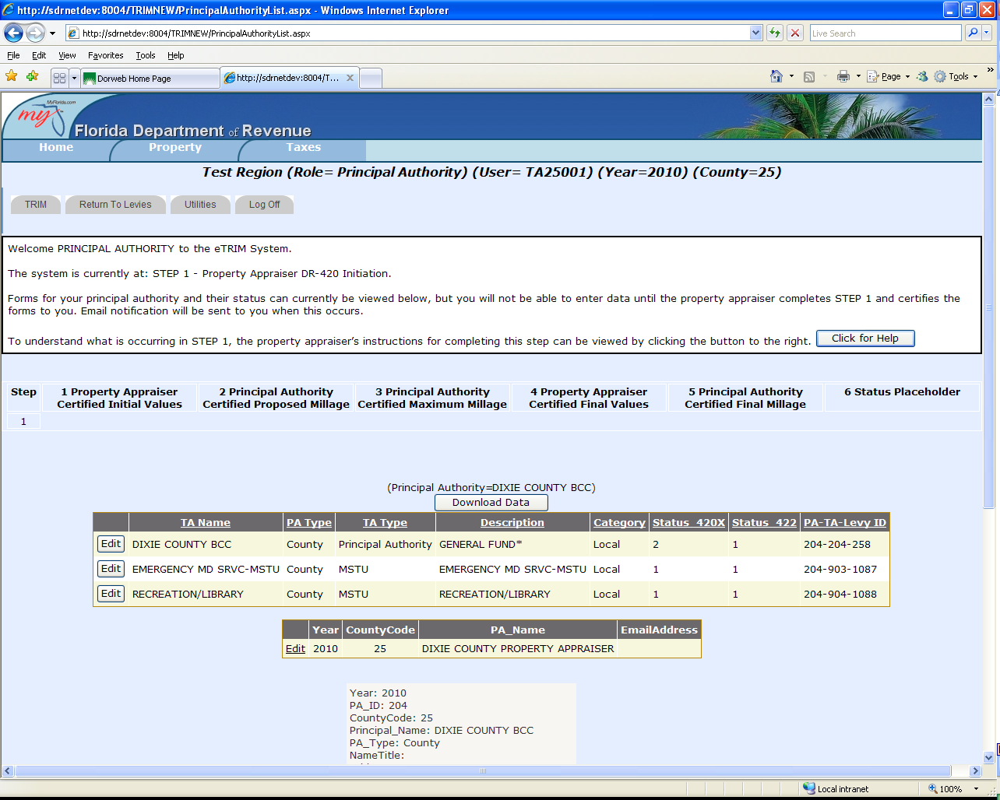 http://sdrnetdev:8004/TRIMNEW/PrincipalAuthorityList.aspx - Windows Internet Explorer
http://sdrnetdev:8004/TRIMNEW/PrincipalAuthorityList.aspx
Live Search
File Edit View Favorites Tools Help
Dorweb Home Page
http://sdrnetdev:8004/T...
Page Tools
MyFlorida.com
my
Florida Department of Revenue
Home Property Taxes
Test Region (Role= Principal Authority) (User= TA25001) (Year=2010) (County=25)
TRIM Return To Levies Utilities Log Off
Welcome PRINCIPAL AUTHORITY to the eTRIM System.
The system is currently at: STEP 1 - Property Appraiser DR-420 Initiation.
Forms for your principal authority and their status can currently be viewed below, but you will not be able to enter data until the property appraiser completes STEP 1 and certifies the
forms to you. Email notification will be sent to you when this occurs.
To understand what is occurring in STEP 1, the property appraiser's instructions for completing this step can be viewed by clicking the button to the right. Click for Help
Step 1 Property Appraiser 2 Principal Authority 3 Principal Authority 4 Property Appraiser 5 Principal Authority 6 Status Placeholder
Certified Initial Values Certified Proposed Millage Certified Maximum Millage Certified Final Values Certified Final Millage
1
(Principal Authority=DIXIE COUNTY BCC)
Download Data
TA Name PA Type TA Type Description Category Status_420X Status_422 PA-TA-Levy ID
Edit DIXIE COUNTY BCC County Principal Authority GENERAL FUND* Local 2 1 204-204-258
Edit EMERGENCY MD SRVC-MSTU County MSTU EMERGENCY MD SRVC-MSTU Local 1 1 204-903-1087
Edit RECREATION/LIBRARY County MSTU RECREATION/LIBRARY Local 1 1 204-904-1088
Year CountyCode PA_Name EmailAddress
Edit 2010 25 DIXIE COUNTY PROPERTY APPRAISER
Year: 2010
PA_ID: 204
CountyCode: 25
Principal_Name: DIXIE COUNTY BCC
PA_Type: County
NameTitle:
Local intranet 100%